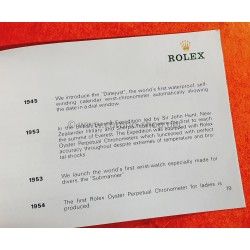 ROLEX
1945 We introduce the "Datejust", the world's first waterproof, self-
winding calendar wrist-chronometer automatically showing
the date in a dial window.
1953 In the British Everest Expedition led by Sir John Hunt, New-
Zealander Hillary and Sherpa Tensing were the first to reach
the summit of Everest. The Expedition was equipped with Rolex
Oyster Perpetual Chronometers which functioned with perfect
accuracy throughout despite extremes of temperature and bru-
tal shocks.
1953 We launch the world's first wrist-watch especially made for
divers, the "Submariner".
1954 The first Rolex Oyster Perpetual Chronometer for ladies is
produced.